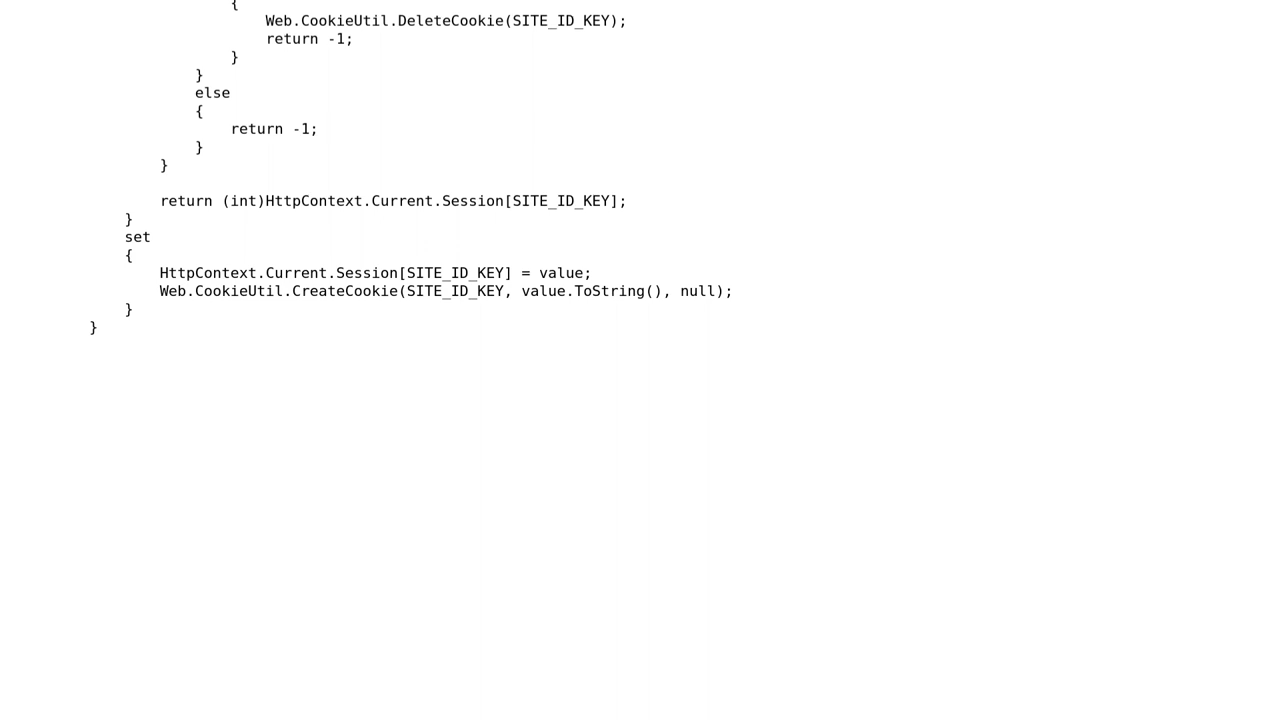 {
                    Web.CookieUtil.DeleteCookie(SITE_ID_KEY);
                    return -1;
                }
            }
            else
            {
                return -1;
            }
        }

        return (int)HttpContext.Current.Session[SITE_ID_KEY];
    }
    set
    {
        HttpContext.Current.Session[SITE_ID_KEY] = value;
        Web.CookieUtil.CreateCookie(SITE_ID_KEY, value.ToString(), null);
    }
}